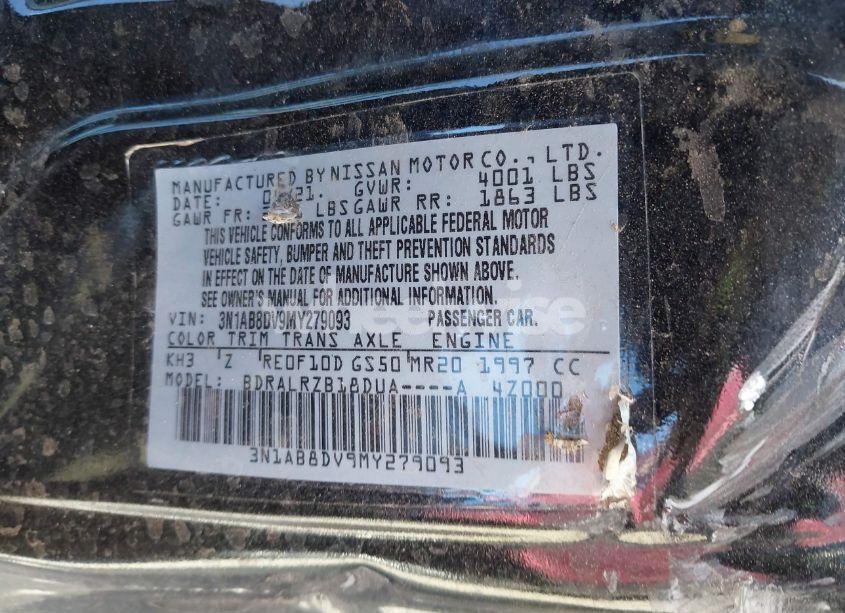 MANUFACTURED BY NISSAN MOTOR CO., LTD.
DATE: 21 GVWR: 4001 LBS
GAWR FR: LBS GAWR RR: 1863 LBS
THIS VEHICLE CONFORMS TO ALL APPLICABLE FEDERAL MOTOR
VEHICLE SAFETY, BUMPER AND THEFT PREVENTION STANDARDS
IN EFFECT ON THE DATE OF MANUFACTURE SHOWN ABOVE.
SEE OWNER'S MANUAL FOR ADDITIONAL INFORMATION.
VIN: 3N1AB8DV9MY279093 PASSENGER CAR.
COLOR TRIM TRANS AXLE ENGINE
KH3 Z RE0F10D GS50 MR20 1997 CC
MODEL: BDRALRZB18DUA----A 4Z000
3N1AB8DV9MY279093